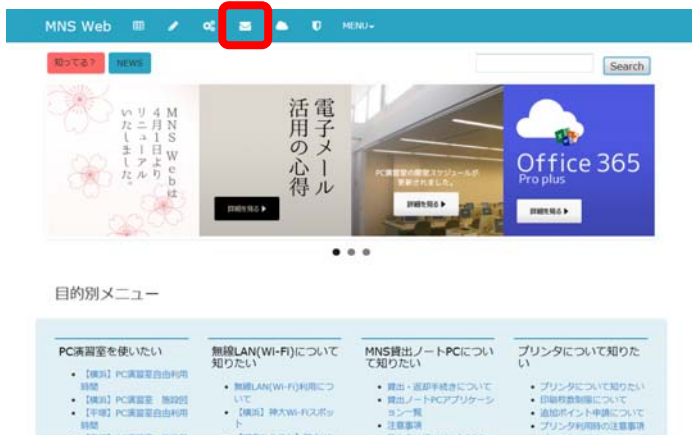 MNS Web
MENU
知ってる？
NEWS
Search
MNS Webは
4月1日より
リニューアル
いたしました。
電子メール
活用の心得
詳細を見る
PC演習室の開室スケジュールが
更新されました。
詳細を見る
Office 365
Pro plus
詳細を見る
目的別メニュー
PC演習室を使いたい
【横浜】PC演習室自由利用
時間
【横浜】PC演習室 施設図
【平塚】PC演習室自由利用
時間
無線LAN(WI-FI)について
知りたい
無線LAN(Wi-Fi)利用につ
いて
【横浜】神大Wi-Fiスポッ
ト
MNS貸出ノートPCについ
て知りたい
貸出・返却手続きについて
貸出ノートPCアプリケーシ
ョン一覧
注意事項
プリンタについて知りた
い
プリンタについて知りたい
印刷枚数制限について
追加ポイント申請について
プリンタ利用時の注意事項